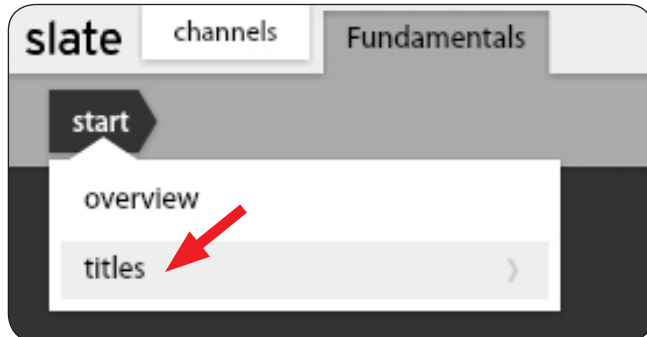 slate channels Fundamentals
start
overview
titles